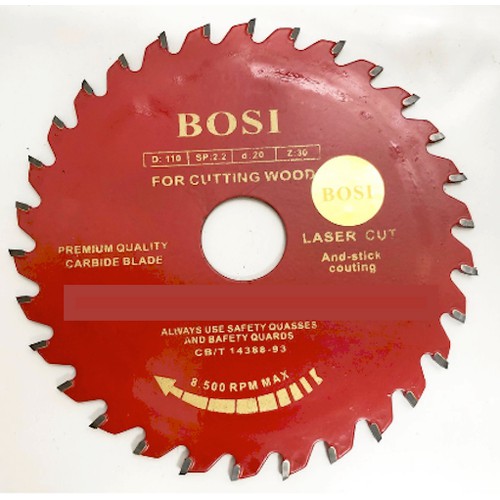 BOSI
D: 110 SP:2.2 d:20 Z:30
FOR CUTTING WOOD
BOSI
PREMIUM QUALITY
CARBIDE BLADE
LASER CUT
And-stick
couting
ALWAYS USE SAFETY QUASSES
AND BAFETY QUARDS
CB/T 14388-93
8.500 RPM MAX